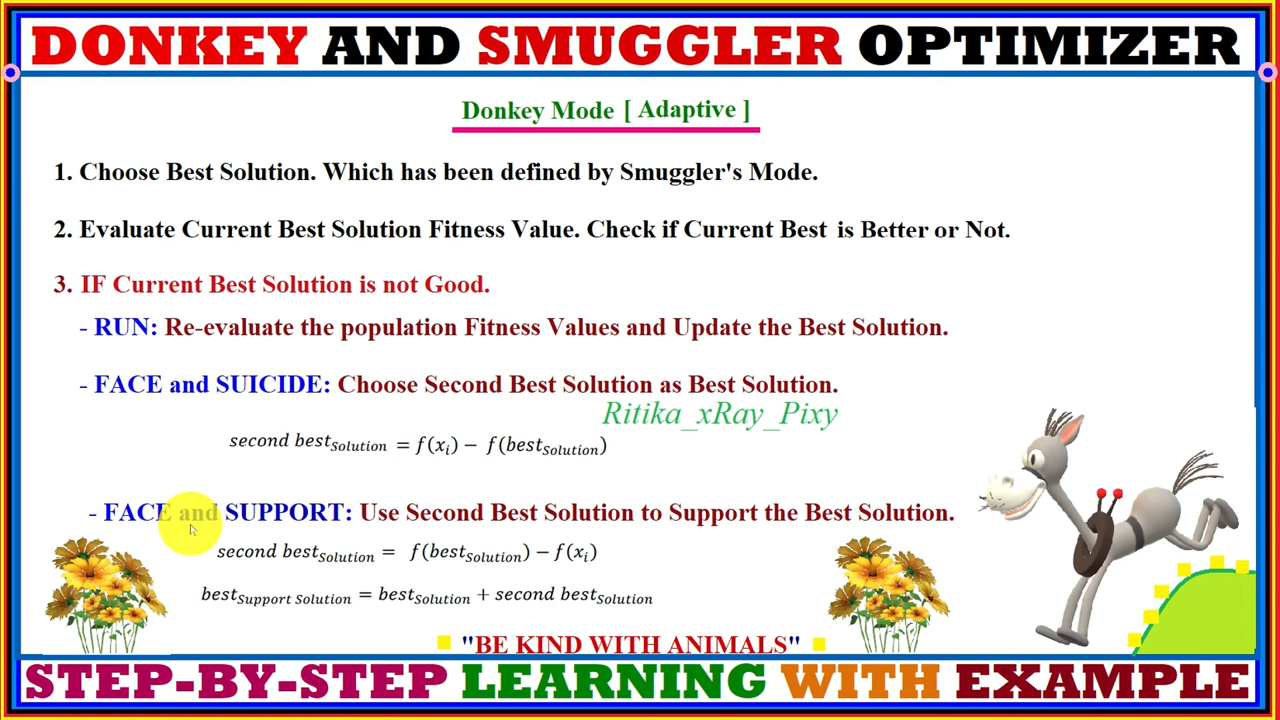 DONKEY AND SMUGGLER OPTIMIZER
Donkey Mode [ Adaptive ]
1. Choose Best Solution. Which has been defined by Smuggler's Mode.
2. Evaluate Current Best Solution Fitness Value. Check if Current Best is Better or Not.
3. IF Current Best Solution is not Good.
- RUN: Re-evaluate the population Fitness Values and Update the Best Solution.
- FACE and SUICIDE: Choose Second Best Solution as Best Solution.
Ritika_xRay_Pixy
second best_Solution = f(x_i) − f(best_Solution)
- FACE and SUPPORT: Use Second Best Solution to Support the Best Solution.
second best_Solution = f(best_Solution) − f(x_i)
best_Support Solution = best_Solution + second best_Solution
"BE KIND WITH ANIMALS"
STEP-BY-STEP LEARNING WITH EXAMPLE